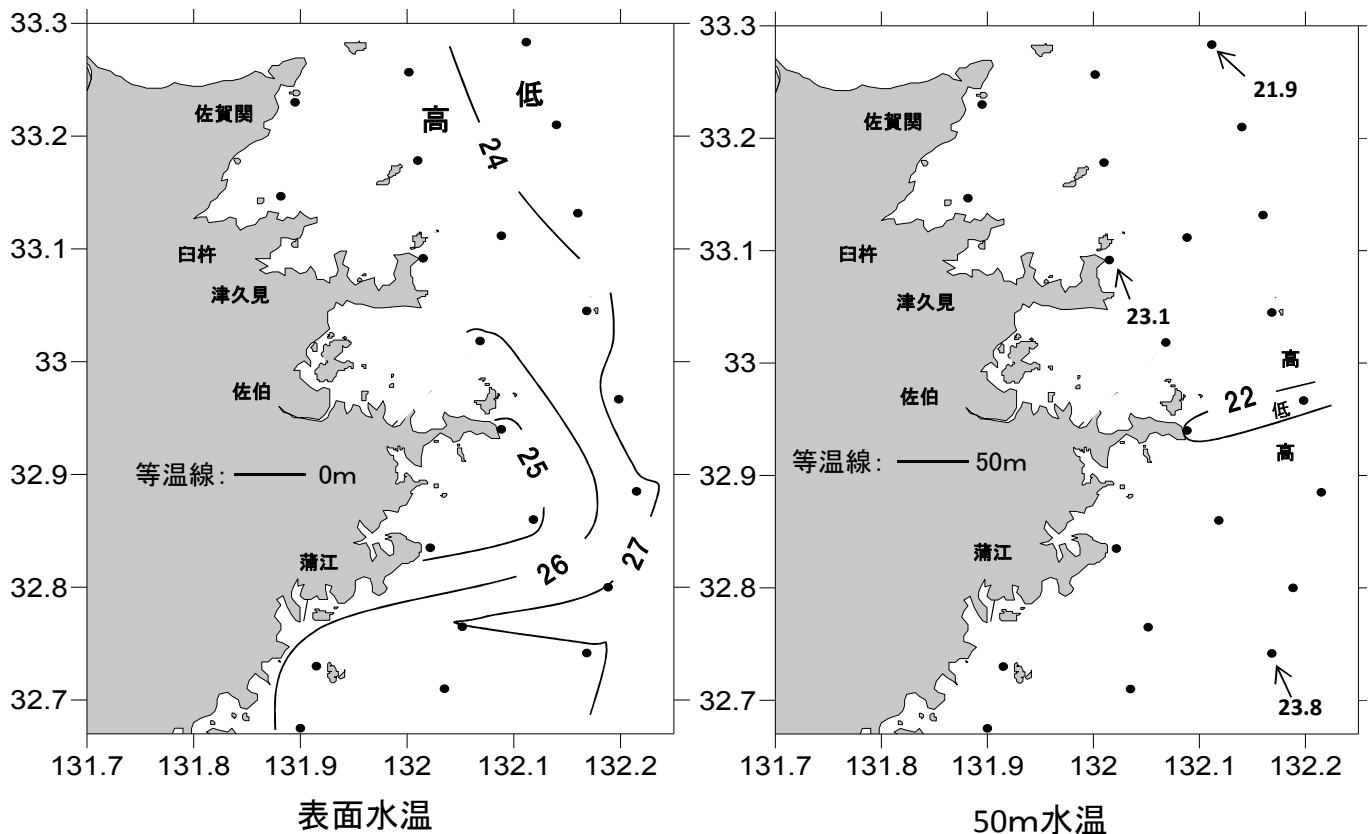 33.3
33.2
33.1
33
32.9
32.8
32.7
131.7
131.8
131.9
132
132.1
132.2
佐賀関
臼杵
津久見
佐伯
蒲江
高
低
24
25
26
27
等温線: 0m
表面水温
33.3
33.2
33.1
33
32.9
32.8
32.7
131.7
131.8
131.9
132
132.1
132.2
佐賀関
臼杵
津久見
佐伯
蒲江
21.9
23.1
高
22
低
高
23.8
等温線: 50m
50m水温